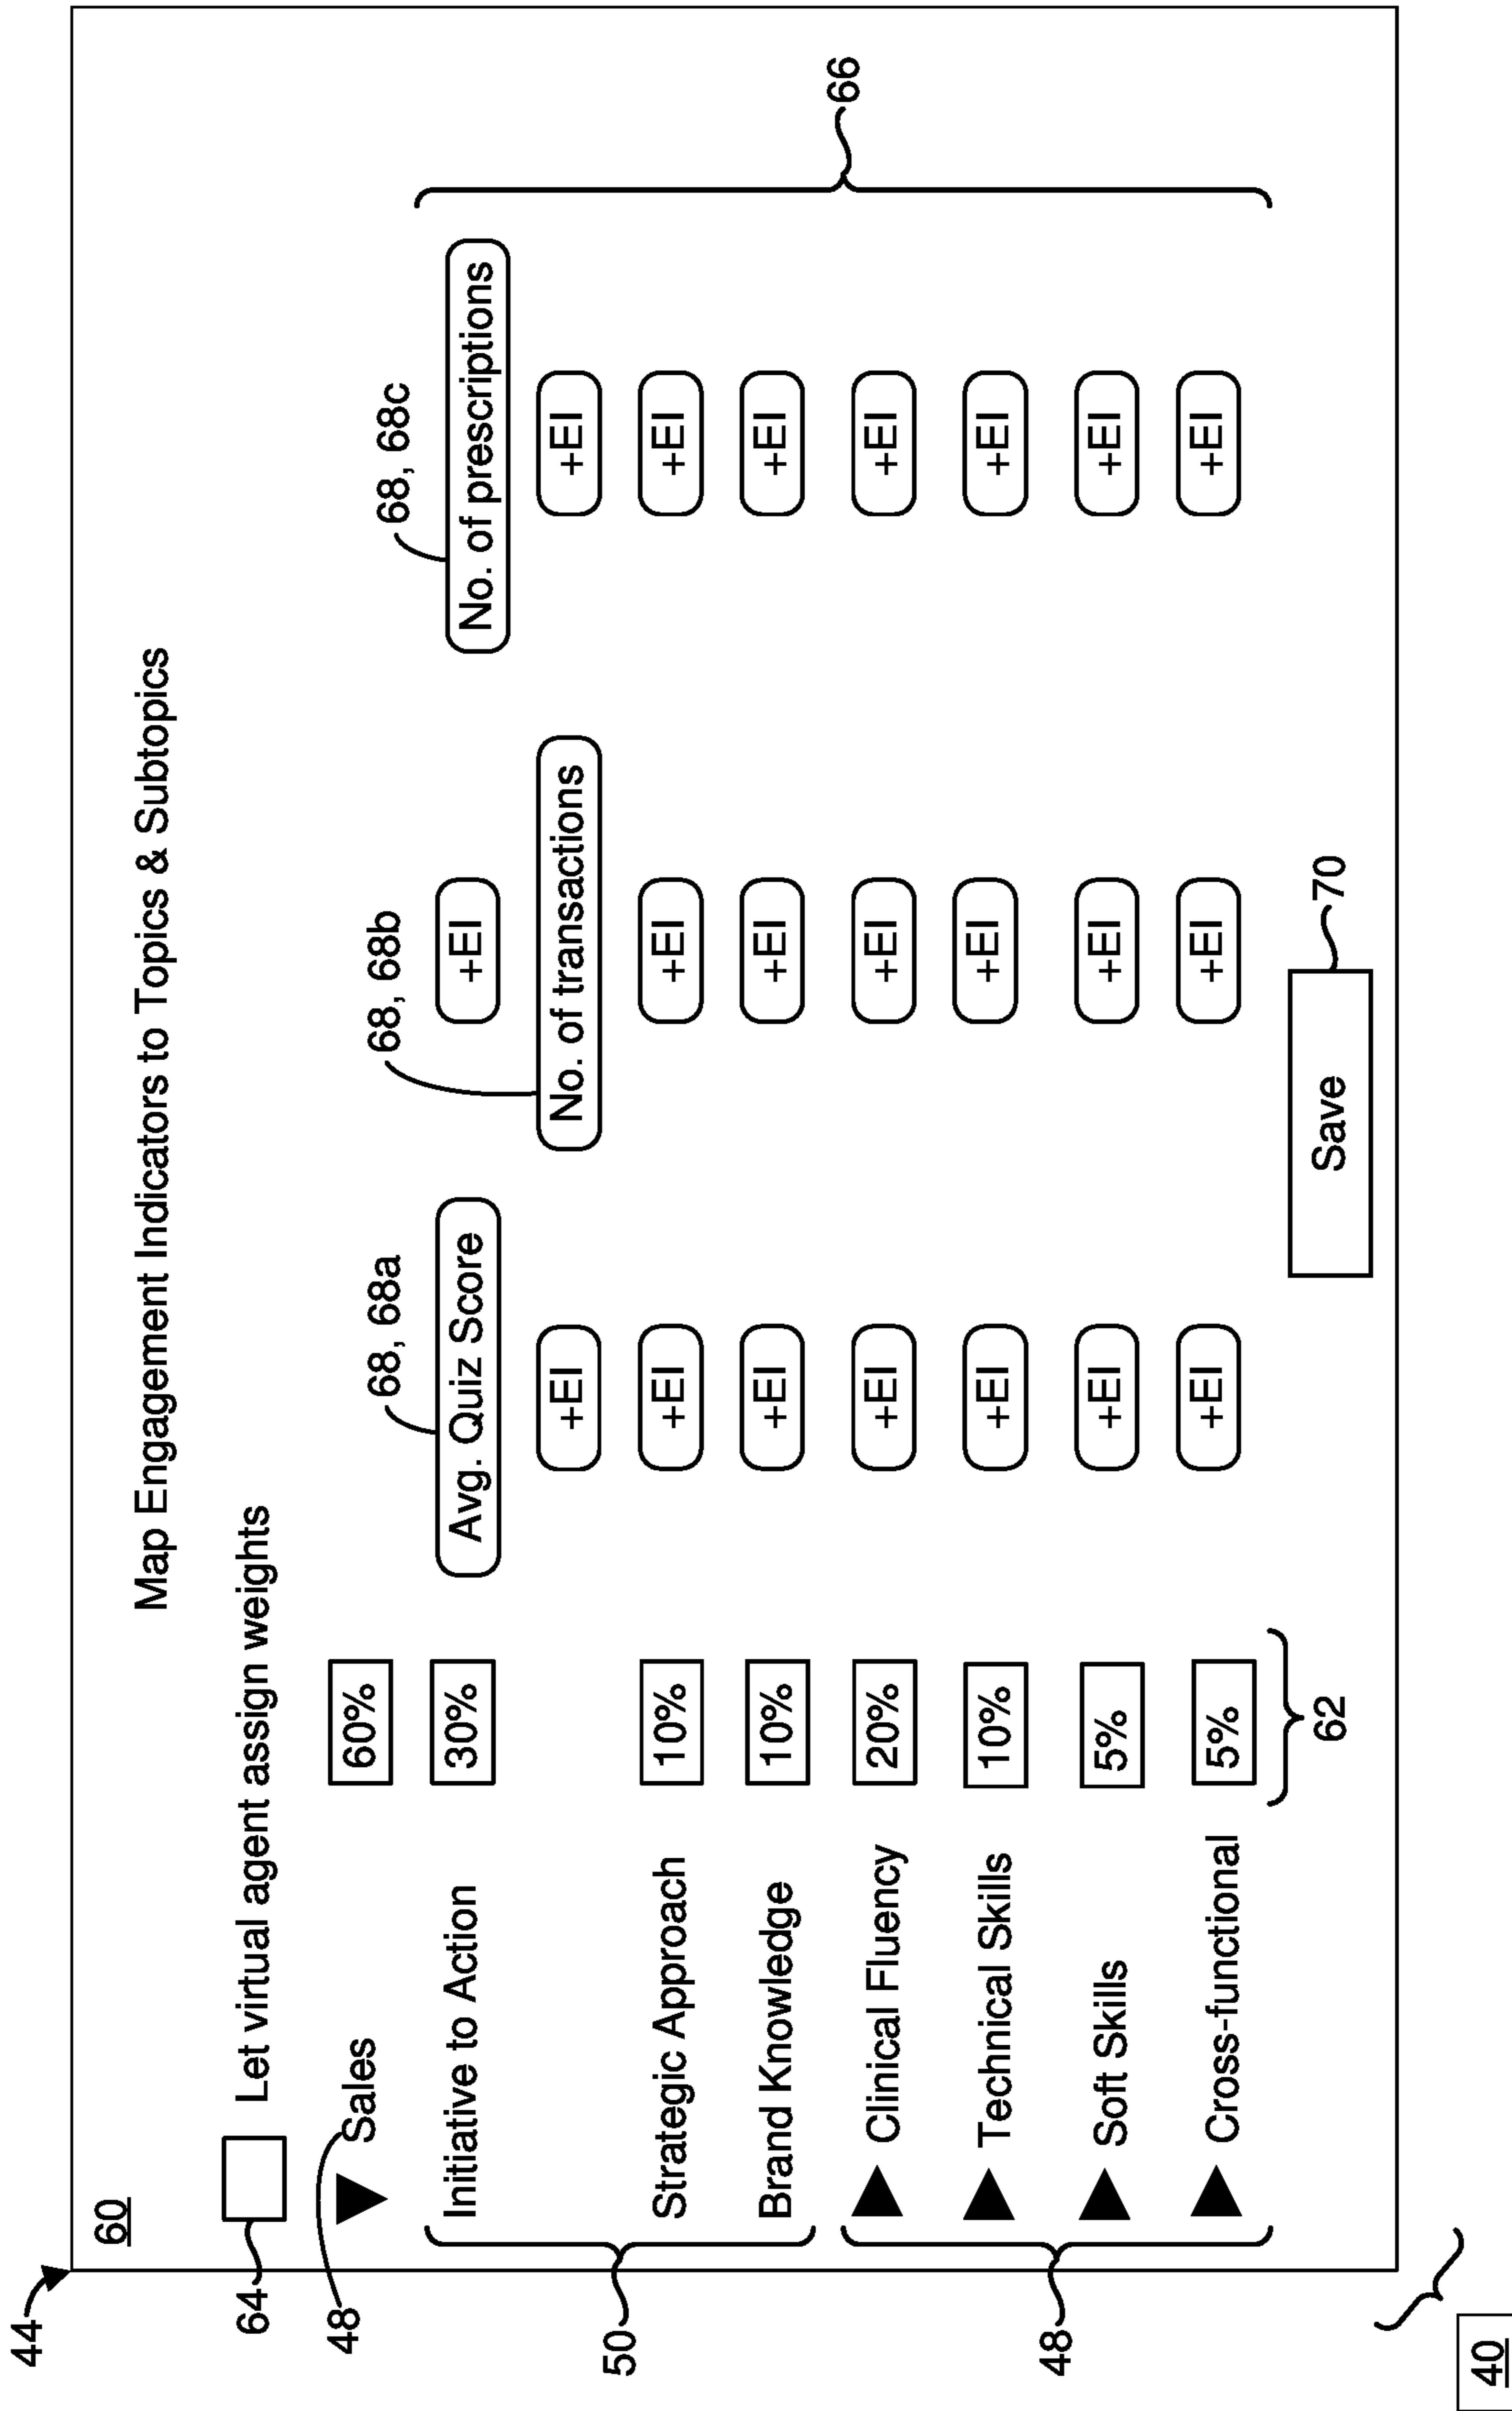 44
60
Map Engagement Indicators to Topics & Subtopics
64
Let virtual agent assign weights
48
Sales
60%
68, 68a
68, 68b
68, 68c
Initiative to Action
30%
Avg. Quiz Score
+EI
No. of prescriptions
+EI
No. of transactions
+EI
50
Strategic Approach
10%
+EI
+EI
+EI
Brand Knowledge
10%
+EI
+EI
+EI
66
Clinical Fluency
20%
+EI
+EI
+EI
48
Technical Skills
10%
+EI
+EI
+EI
Soft Skills
5%
+EI
+EI
+EI
Cross-functional
5%
+EI
+EI
+EI
62
Save
70
40